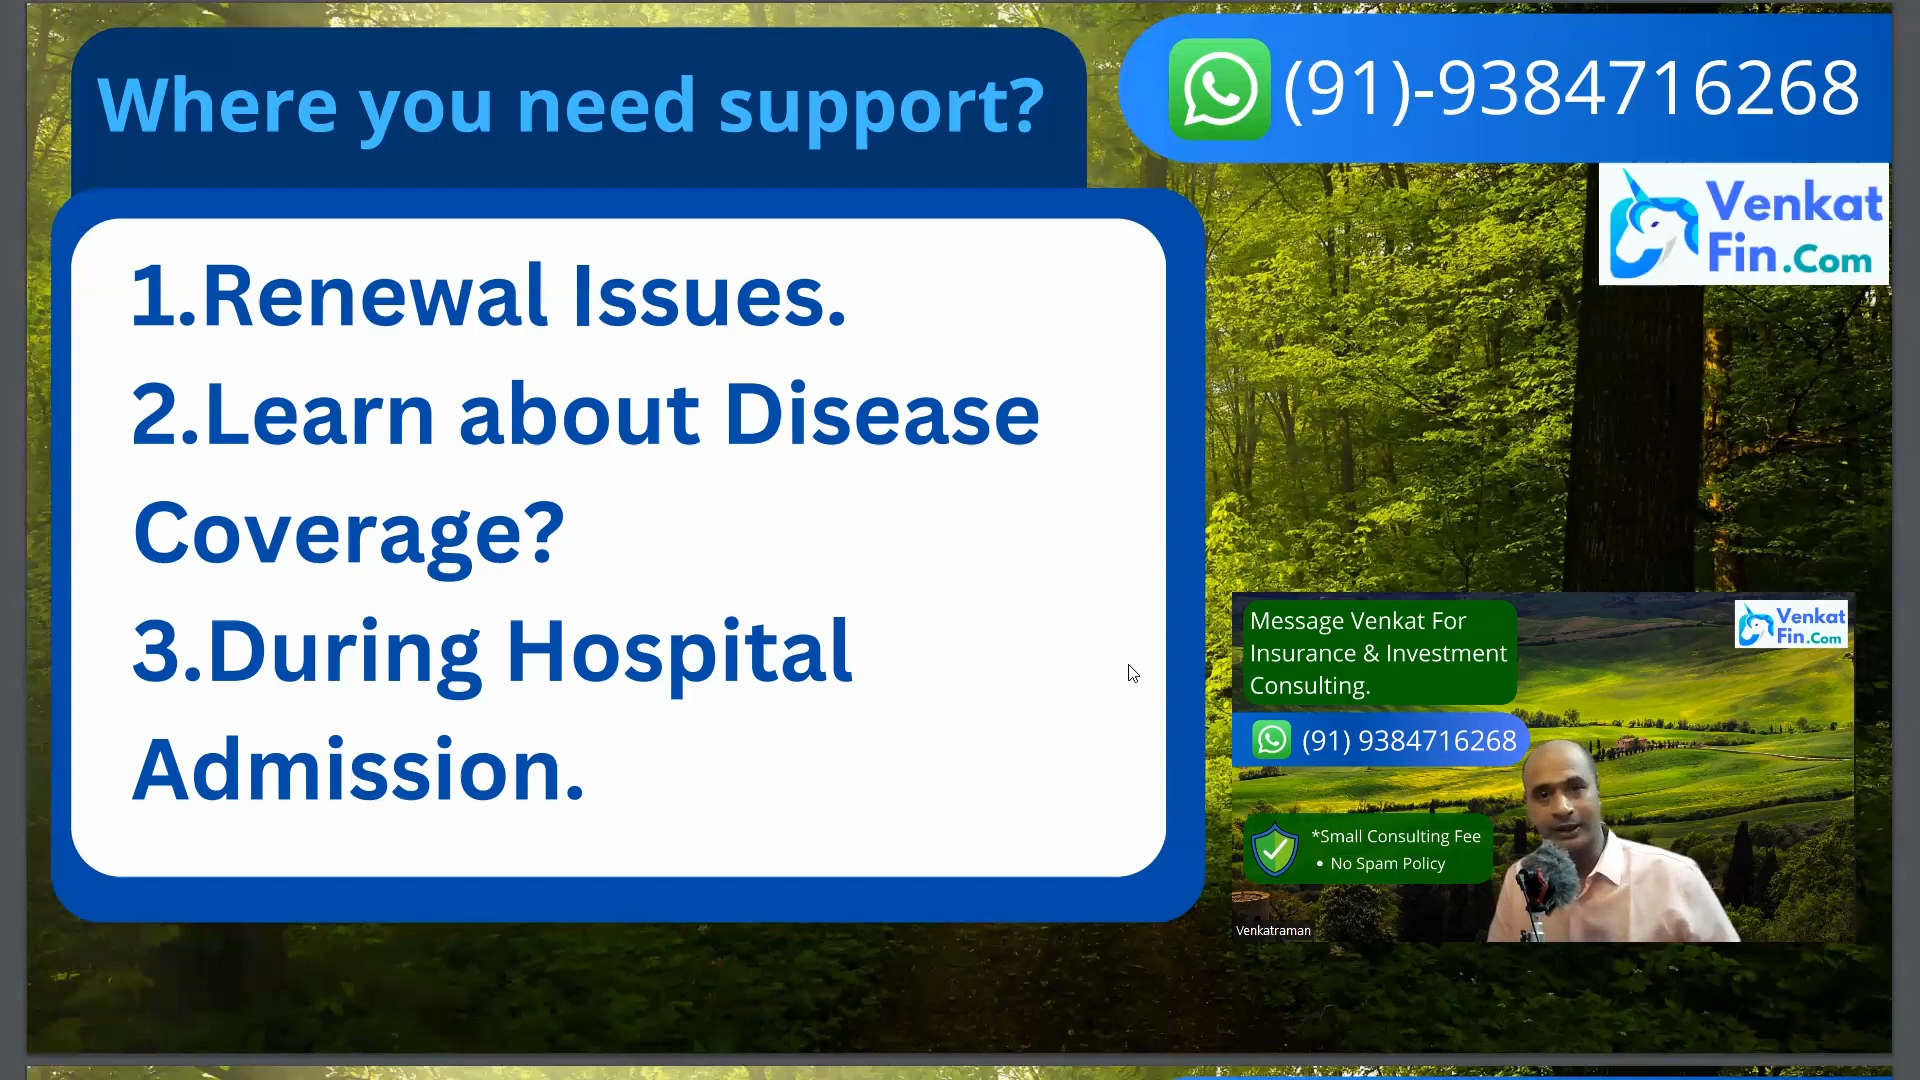 Where you need support?
(91)-9384716268
Venkat
Fin.Com
1.Renewal Issues.
2.Learn about Disease
Coverage?
3.During Hospital
Admission.
Message Venkat For
Insurance & Investment
Consulting.
Venkat
Fin.Com
(91) 9384716268
*Small Consulting Fee
• No Spam Policy
Venkatraman